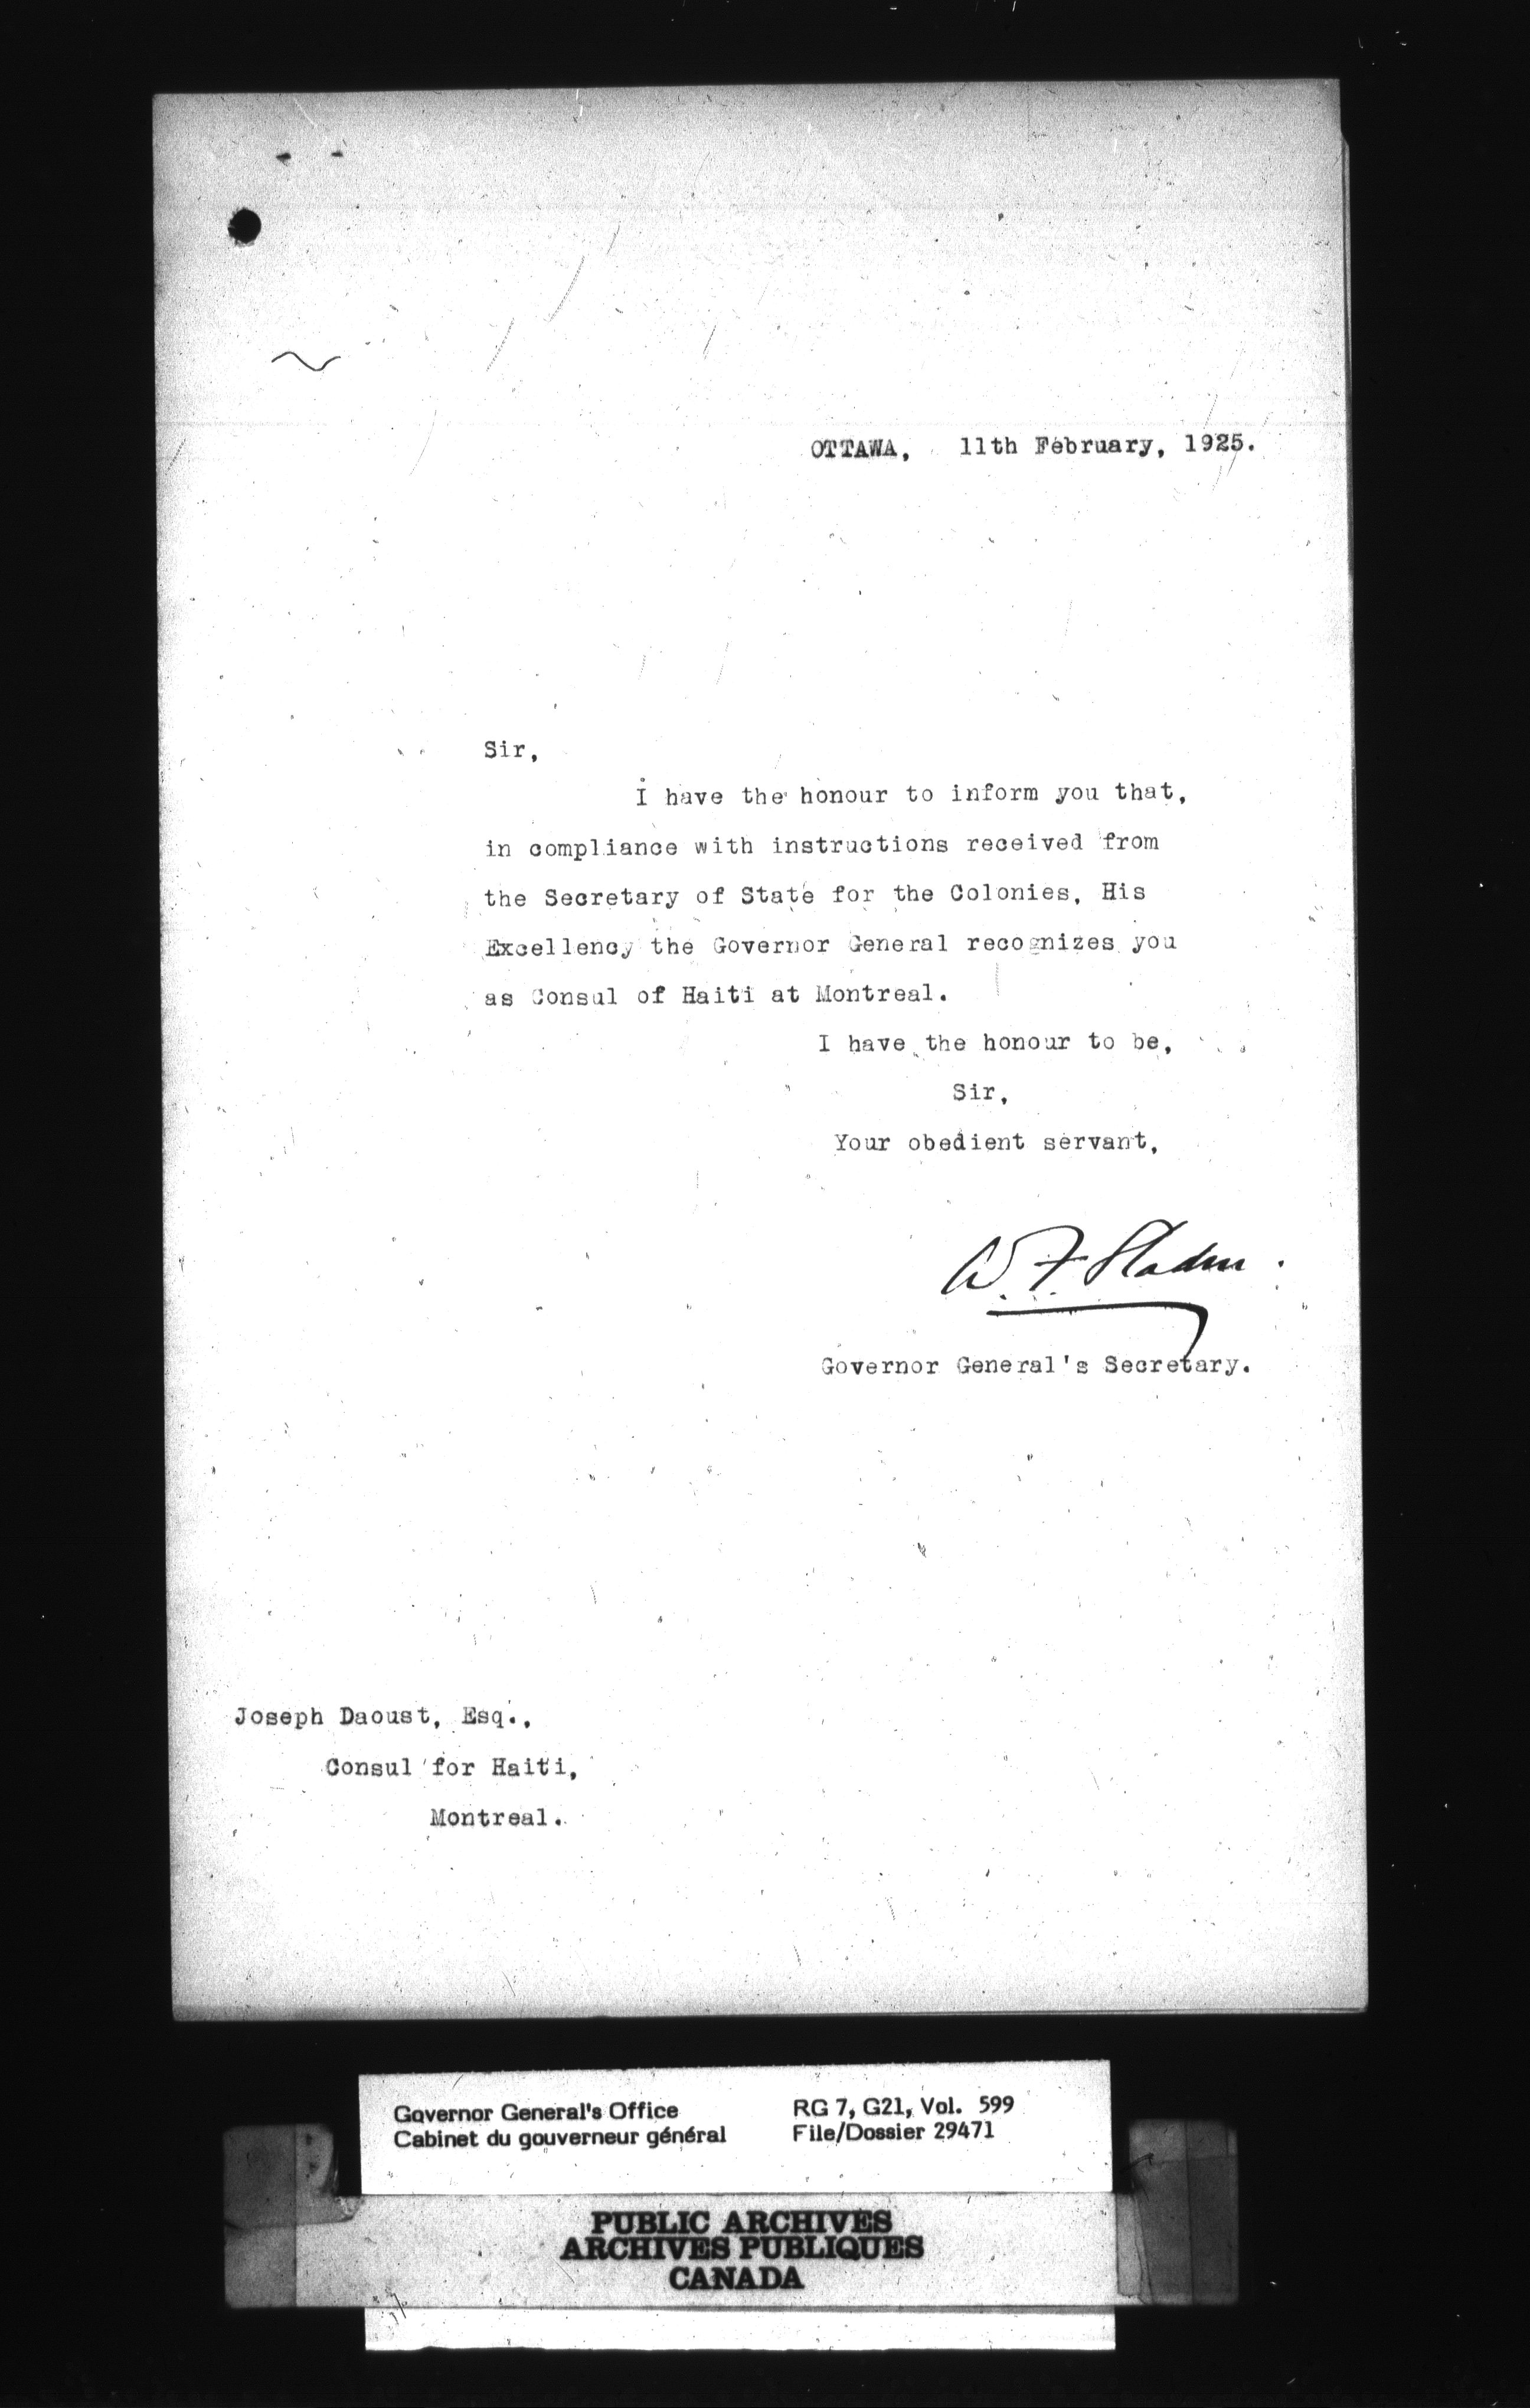 OTTAWA, 11th February, 1925.
Sir,
I have the honour to inform you that,
in compliance with instructions received from
the Secretary of State for the Colonies, His
Excellency the Governor General recognizes you
as Consul of Haiti at Montreal.
I have the honour to be,
Sir,
Your obedient servant,
W. F. Sladen.
Governor General's Secretary.
Joseph Daoust, Esq.,
Consul for Haiti,
Montreal.
Governor General's Office RG 7, G21, Vol. 599
Cabinet du gouverneur général File/Dossier 29471
PUBLIC ARCHIVES
ARCHIVES PUBLIQUES
CANADA